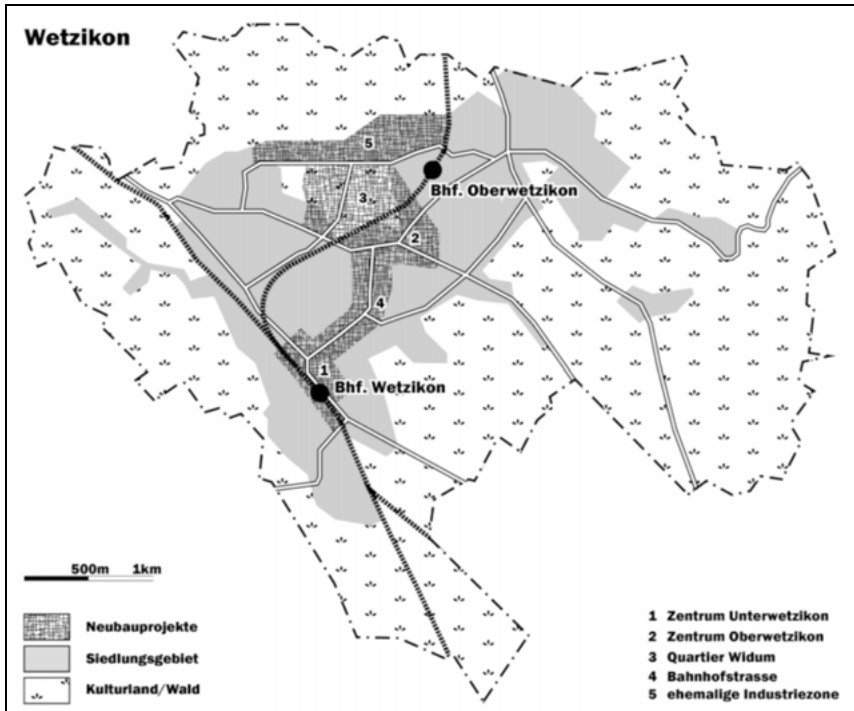 Wetzikon
5
Bhf. Oberwetzikon
3
2
4
1
Bhf. Wetzikon
500m 1km
Neubauprojekte
Siedlungsgebiet
Kulturland/Wald
1 Zentrum Unterwetzikon
2 Zentrum Oberwetzikon
3 Quartier Widum
4 Bahnhofstrasse
5 ehemalige Industriezone